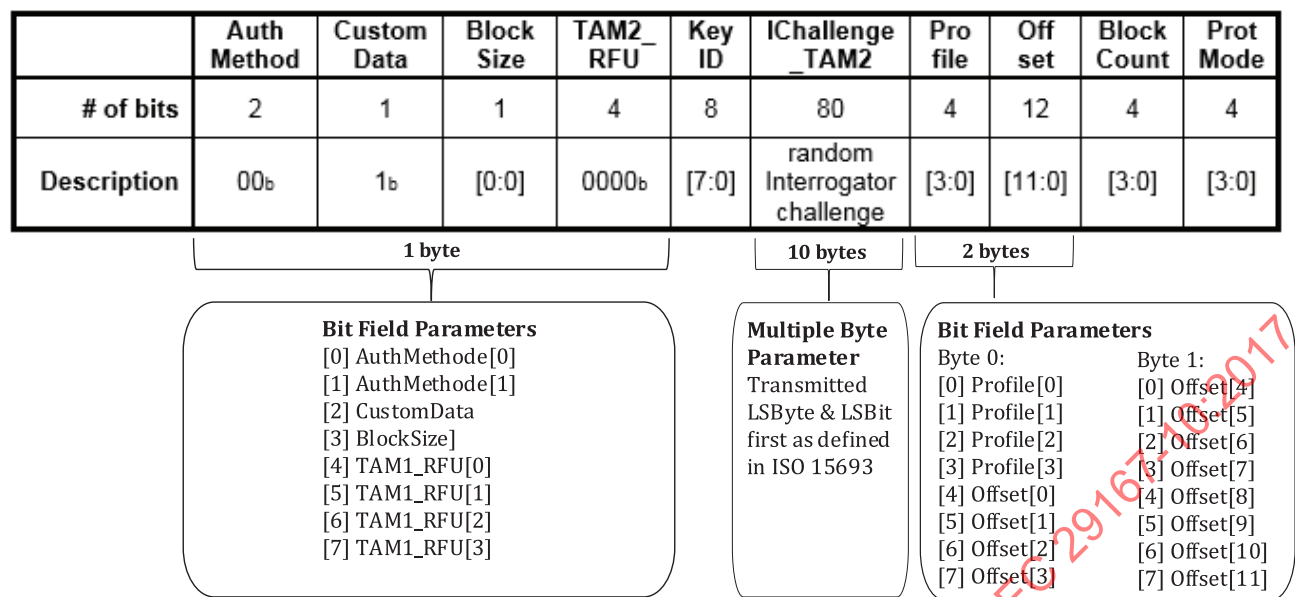 Auth Method Custom Data Block Size TAM2_ RFU Key ID IChallenge _TAM2 Pro file Off set Block Count Prot Mode
# of bits 2 1 1 4 8 80 4 12 4 4
Description 00b 1b [0:0] 0000b [7:0] random Interrogator challenge [3:0] [11:0] [3:0] [3:0]
1 byte 10 bytes 2 bytes
Bit Field Parameters
[0] AuthMethode[0]
[1] AuthMethode[1]
[2] CustomData
[3] BlockSize]
[4] TAM1_RFU[0]
[5] TAM1_RFU[1]
[6] TAM1_RFU[2]
[7] TAM1_RFU[3]
Multiple Byte
Parameter
Transmitted
LSByte & LSBit
first as defined
in ISO 15693
Bit Field Parameters
Byte 0:
[0] Profile[0]
[1] Profile[1]
[2] Profile[2]
[3] Profile[3]
[4] Offset[0]
[5] Offset[1]
[6] Offset[2]
[7] Offset[3]
Byte 1:
[0] Offset[4]
[1] Offset[5]
[2] Offset[6]
[3] Offset[7]
[4] Offset[8]
[5] Offset[9]
[6] Offset[10]
[7] Offset[11]
EC 29167-10:2017